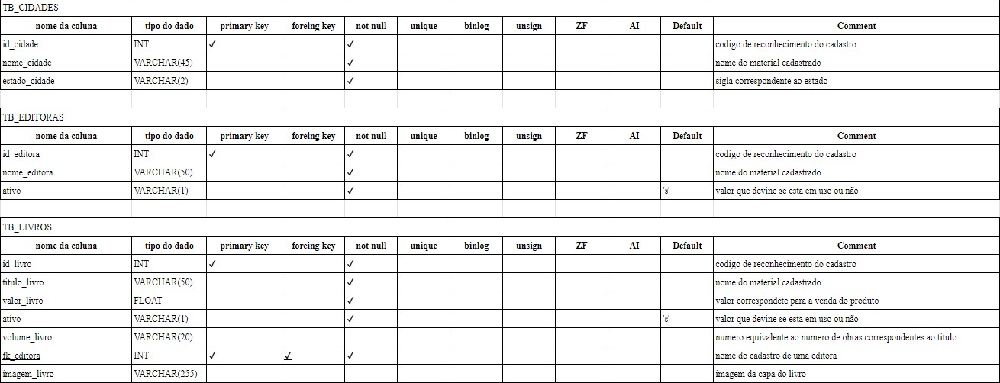 TB_CIDADES
nome da coluna tipo do dado primary key foreing key not null unique binlog unsign ZF AI Default Comment
id_cidade INT ✓ ✓ codigo de reconhecimento do cadastro
nome_cidade VARCHAR(45) ✓ nome do material cadastrado
estado_cidade VARCHAR(2) ✓ sigla correspondente ao estado
TB_EDITORAS
nome da coluna tipo do dado primary key foreing key not null unique binlog unsign ZF AI Default Comment
id_editora INT ✓ ✓ codigo de reconhecimento do cadastro
nome_editora VARCHAR(50) ✓ nome do material cadastrado
ativo VARCHAR(1) ✓ 's' valor que devine se esta em uso ou não
TB_LIVROS
nome da coluna tipo do dado primary key foreing key not null unique binlog unsign ZF AI Default Comment
id_livro INT ✓ ✓ codigo de reconhecimento do cadastro
titulo_livro VARCHAR(50) ✓ nome do material cadastrado
valor_livro FLOAT ✓ valor correspondete para a venda do produto
ativo VARCHAR(1) ✓ 's' valor que devine se esta em uso ou não
volume_livro VARCHAR(20) numero equivalente ao numero de obras correspondentes ao titulo
fk_editora INT ✓ ✓ ✓ nome do cadastro de uma editora
imagem_livro VARCHAR(255) imagem da capa do livro